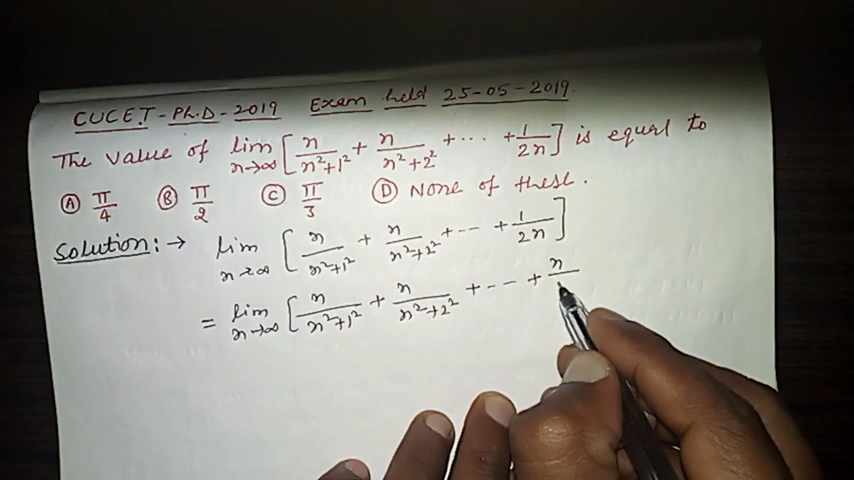 CUCET-Ph.D-2019 Exam held 25-05-2019.
The value of lim n→∞ [n/(n²+1²) + n/(n²+2²) + ... + 1/2n] is equal to
(A) π/4 (B) π/2 (C) π/3 (D) None of these.
Solution:→ lim n→∞ [n/(n²+1²) + n/(n²+2²) + --- + 1/2n]
= lim n→∞ [n/(n²+1²) + n/(n²+2²) + --- + n/